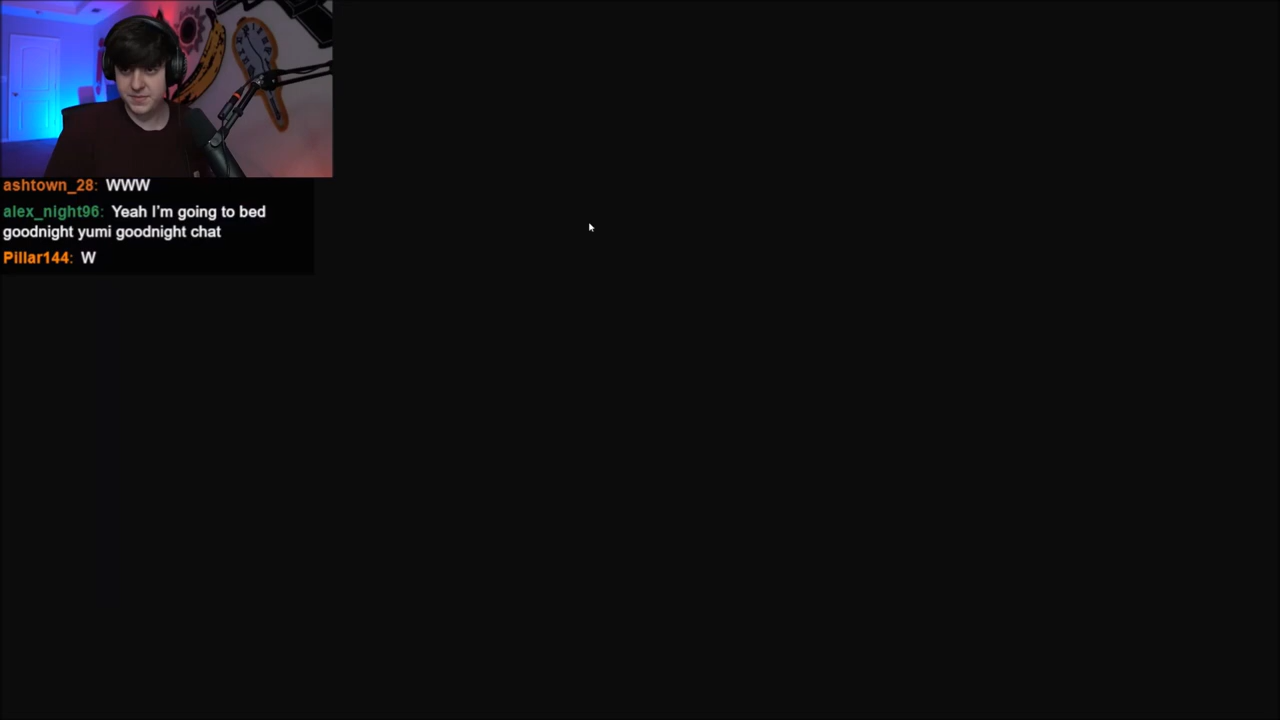 ashtown_28: WWW
alex_night96: Yeah I'm going to bed
goodnight yumi goodnight chat
Pillar144: W